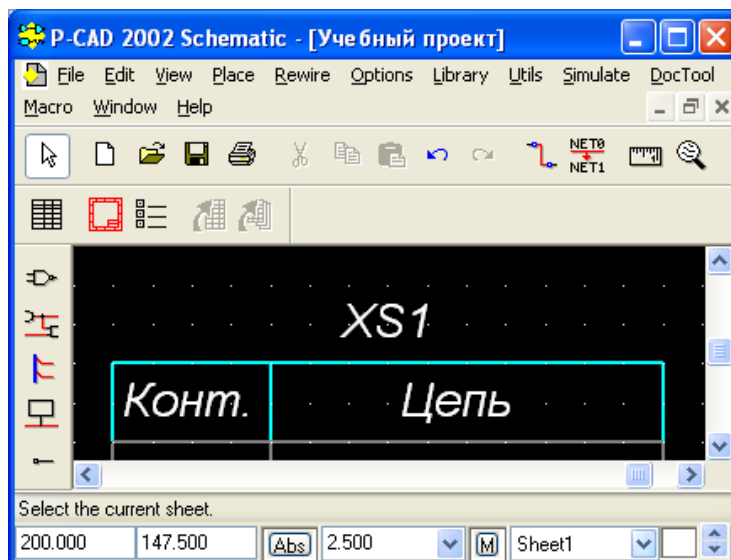 P-CAD 2002 Schematic - [Учебный проект]
File Edit View Place Rewire Options Library Utils Simulate DocTool
Macro Window Help
NET0
NET1
XS1
Конт. Цепь
Select the current sheet.
200.000 147.500 Abs 2.500 M Sheet1